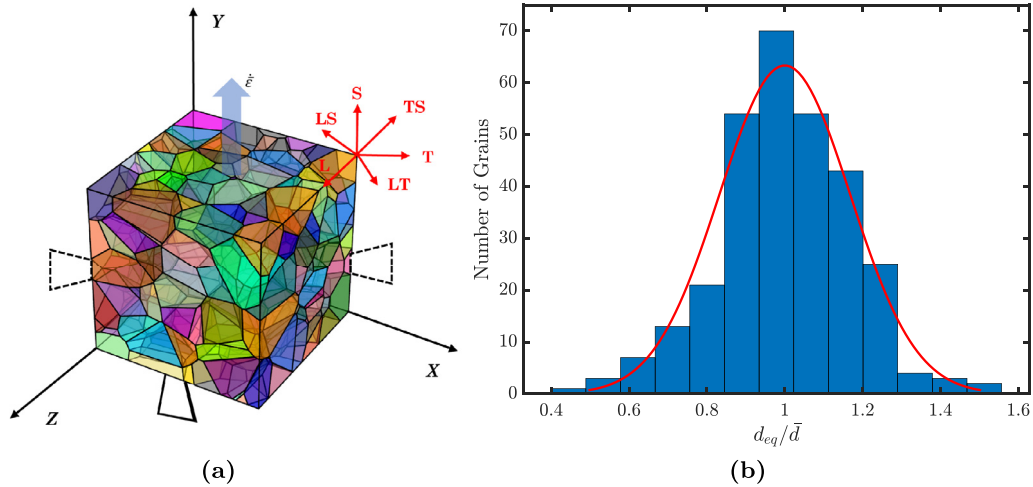 Y
ε̇
S
TS
LS
T
L
LT
X
Z
(a)
70
60
50
40
30
20
10
0
Number of Grains
0.4 0.6 0.8 1 1.2 1.4 1.6
d_eq/d̄
(b)